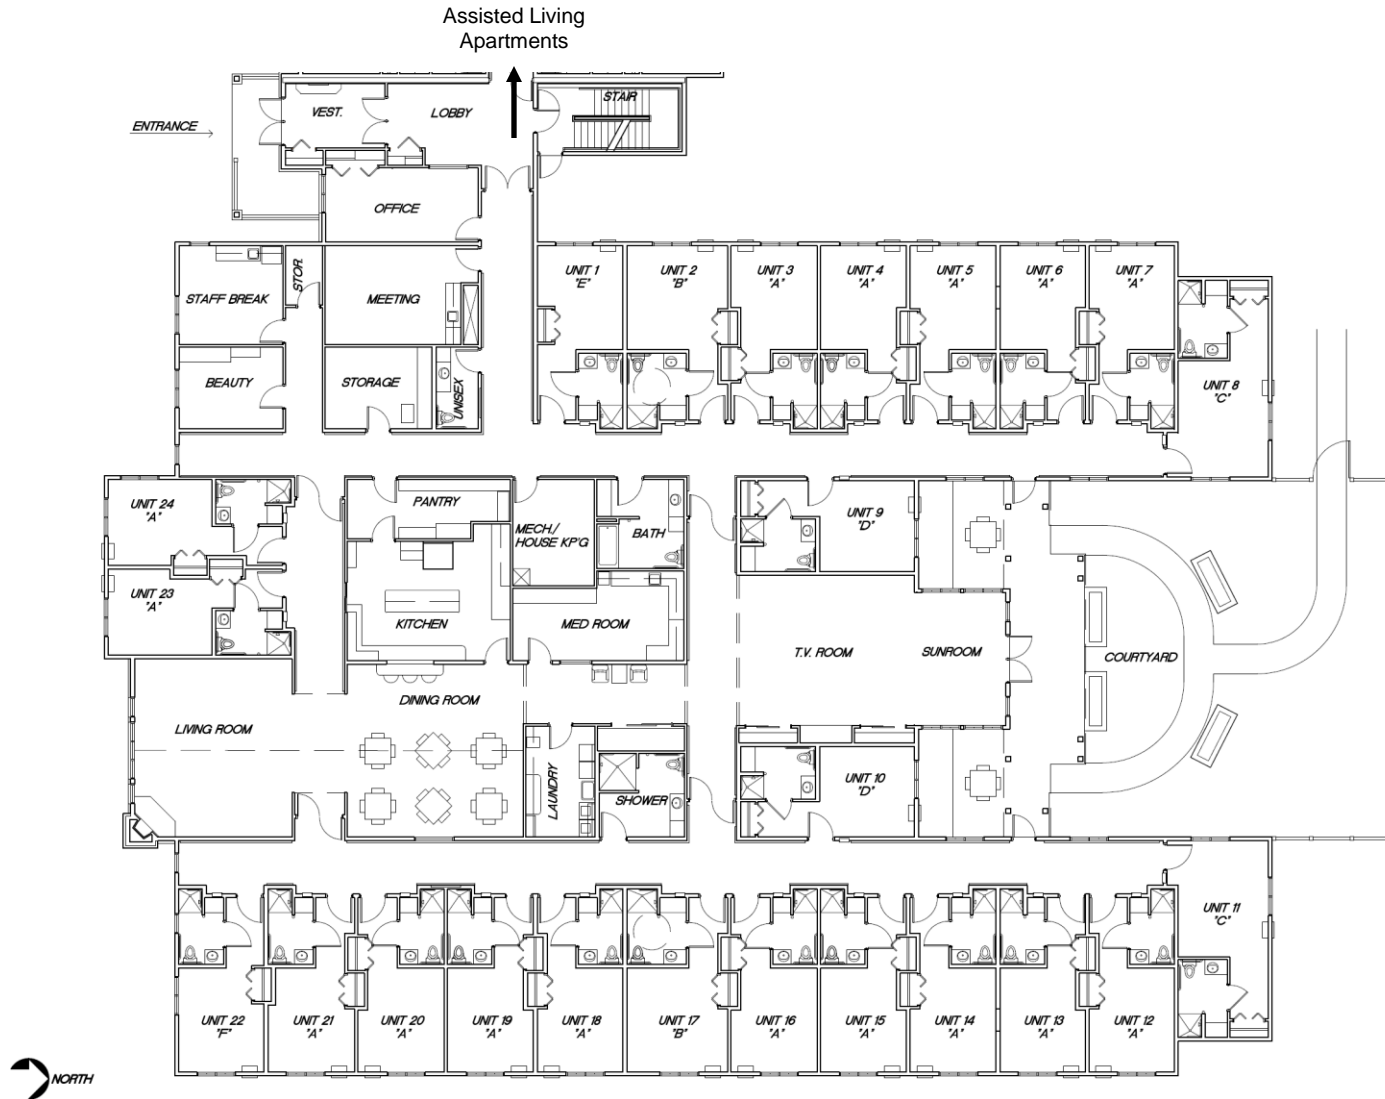 Assisted Living
Apartments
ENTRANCE
VEST.
LOBBY
STAIR
OFFICE
STAFF BREAK
STOR.
MEETING
BEAUTY
STORAGE
UNISEX
UNIT 1
"E"
UNIT 2
"B"
UNIT 3
"A"
UNIT 4
"A"
UNIT 5
"A"
UNIT 6
"A"
UNIT 7
"A"
UNIT 8
"C"
UNIT 24
"A"
UNIT 23
"A"
PANTRY
MECH./
HOUSE KP'G
BATH
KITCHEN
MED ROOM
UNIT 9
"D"
T.V. ROOM
SUNROOM
COURTYARD
LIVING ROOM
DINING ROOM
LAUNDRY
SHOWER
UNIT 10
"D"
UNIT 11
"C"
UNIT 22
"F"
UNIT 21
"A"
UNIT 20
"A"
UNIT 19
"A"
UNIT 18
"A"
UNIT 17
"B"
UNIT 16
"A"
UNIT 15
"A"
UNIT 14
"A"
UNIT 13
"A"
UNIT 12
"A"
NORTH